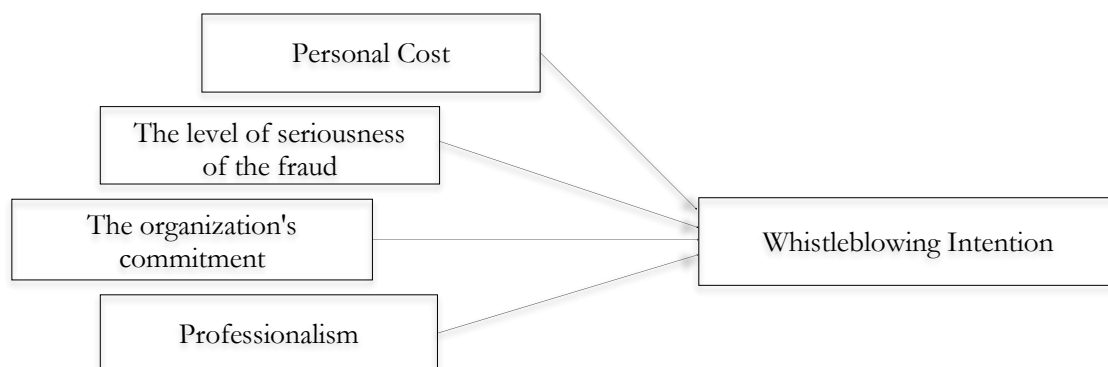 Personal Cost
The level of seriousness
of the fraud
The organization's
commitment
Professionalism
Whistleblowing Intention